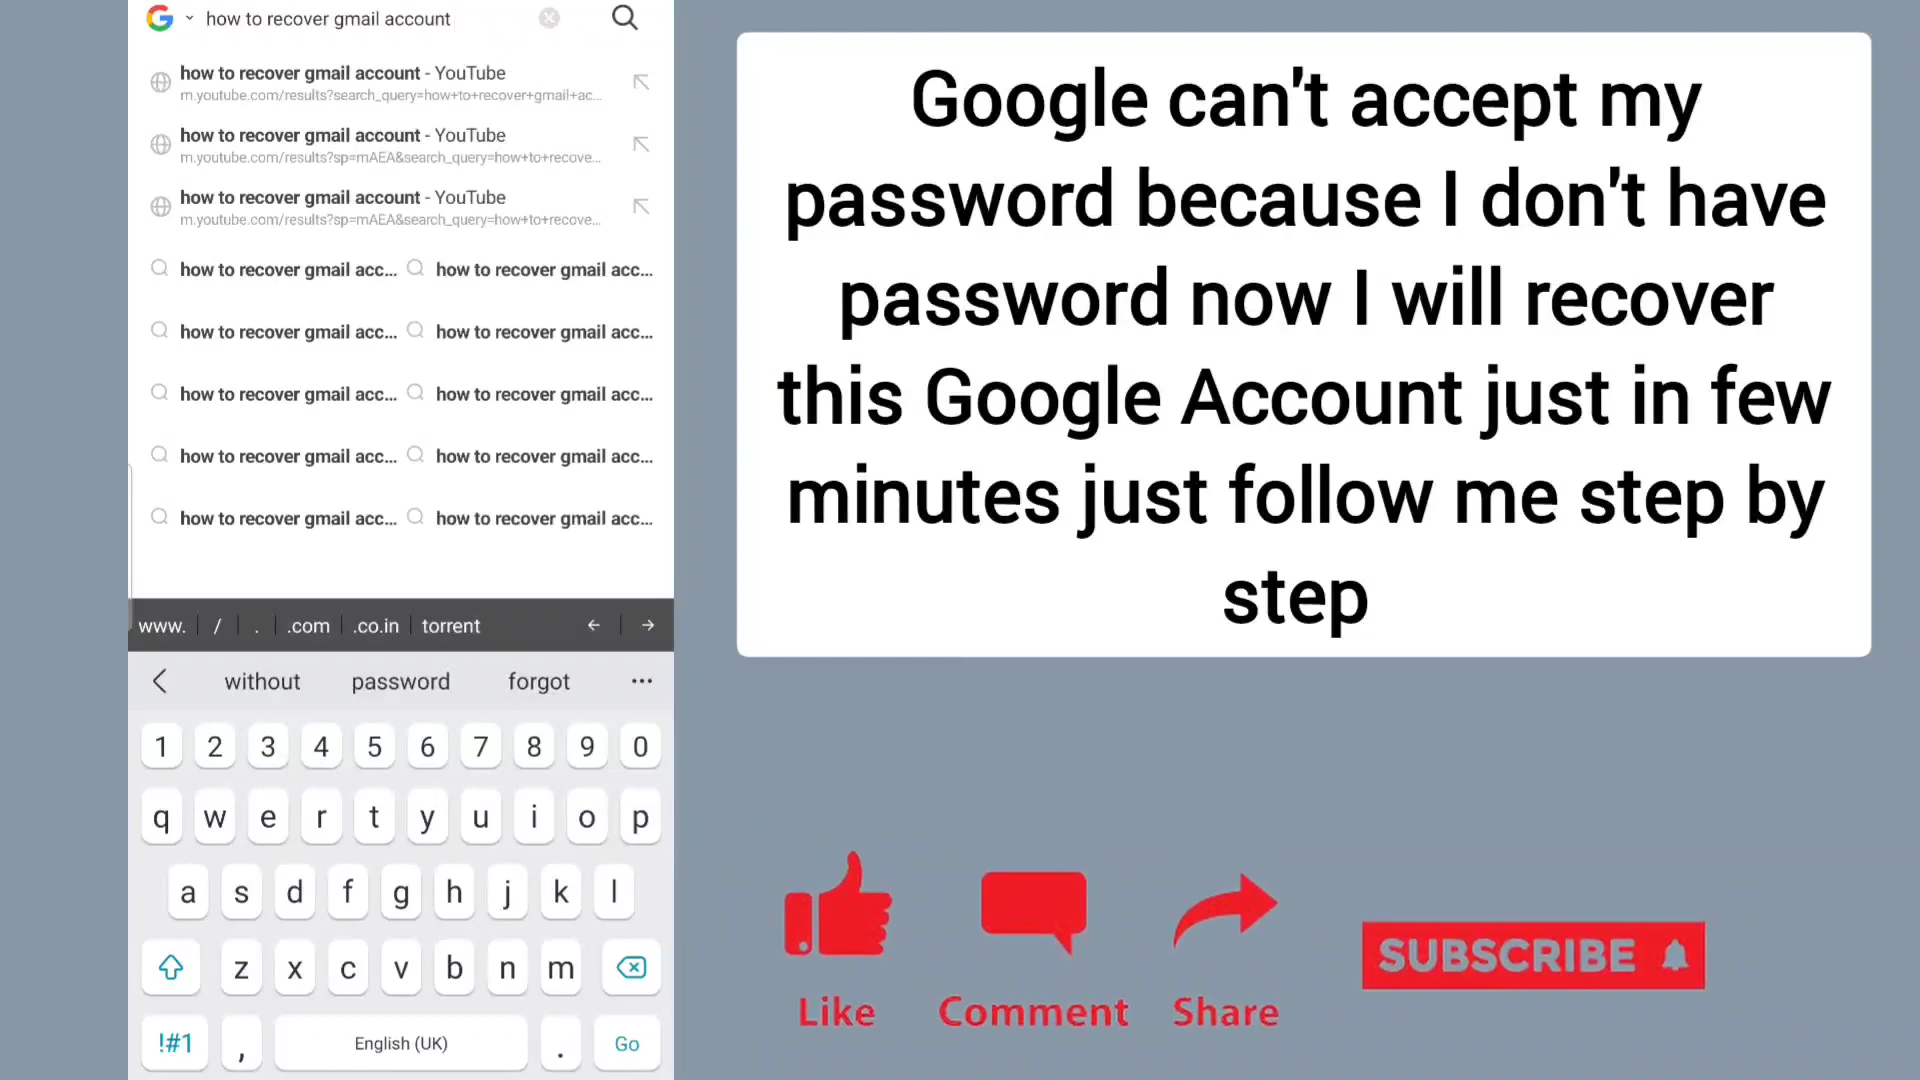 how to recover gmail account
how to recover gmail account - YouTube
m.youtube.com/results?search_query=how+to+recover+gmail+ac...
how to recover gmail account - YouTube
m.youtube.com/results?sp=mAEA&search_query=how+to+recove...
how to recover gmail account - YouTube
m.youtube.com/results?sp=mAEA&search_query=how+to+recove...
how to recover gmail acc... how to recover gmail acc...
how to recover gmail acc... how to recover gmail acc...
how to recover gmail acc... how to recover gmail acc...
how to recover gmail acc... how to recover gmail acc...
how to recover gmail acc... how to recover gmail acc...
www. / . .com .co.in torrent
without password forgot ...
1 2 3 4 5 6 7 8 9 0
q w e r t y u i o p
a s d f g h j k l
z x c v b n m
!#1 , English (UK) . Go
Google can't accept my
password because I don't have
password now I will recover
this Google Account just in few
minutes just follow me step by
step
Like Comment Share SUBSCRIBE